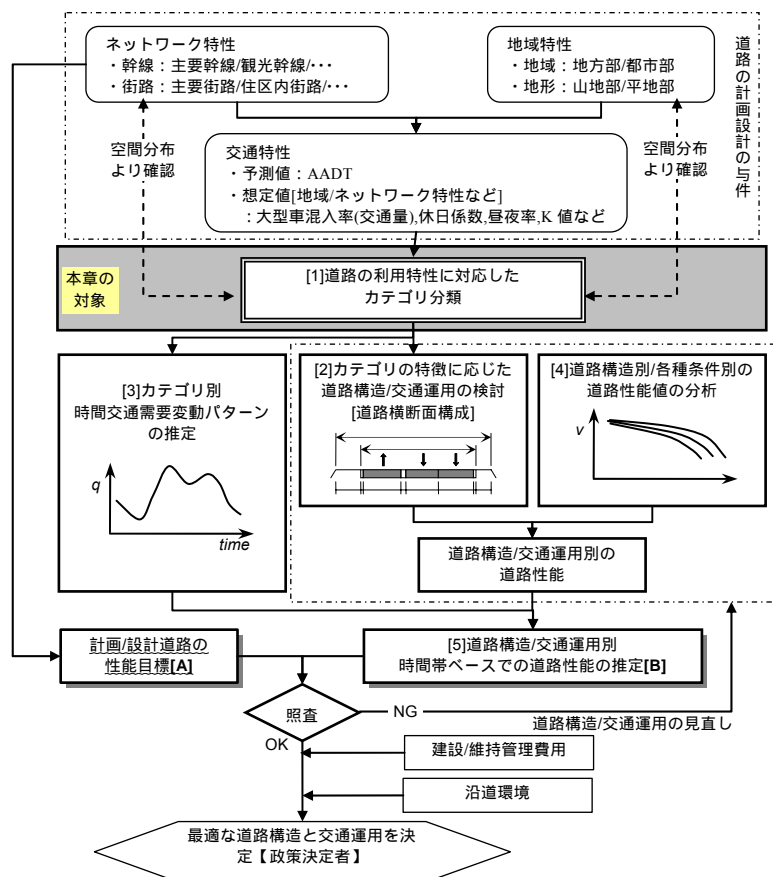 ネットワーク特性
・幹線：主要幹線/観光幹線/･･･
・街路：主要街路/住区内街路/･･･
地域特性
・地域：地方部/都市部
・地形：山地部/平地部
道路の計画設計の与件
空間分布
より確認
交通特性
・予測値：AADT
・想定値[地域/ネットワーク特性など]
：大型車混入率(交通量),休日係数,昼夜率,K 値など
空間分布
より確認
本章の
対象
[1]道路の利用特性に対応した
カテゴリ分類
[3]カテゴリ別
時間交通需要変動パターン
の推定
q
time
[2]カテゴリの特徴に応じた
道路構造/交通運用の検討
[道路横断面構成]
[4]道路構造別/各種条件別の
道路性能値の分析
v
道路構造/交通運用別の
道路性能
計画/設計道路の
性能目標[A]
[5]道路構造/交通運用別
時間帯ベースでの道路性能の推定[B]
照査
NG
道路構造/交通運用の見直し
OK
建設/維持管理費用
沿道環境
最適な道路構造と交通運用を決
定【政策決定者】